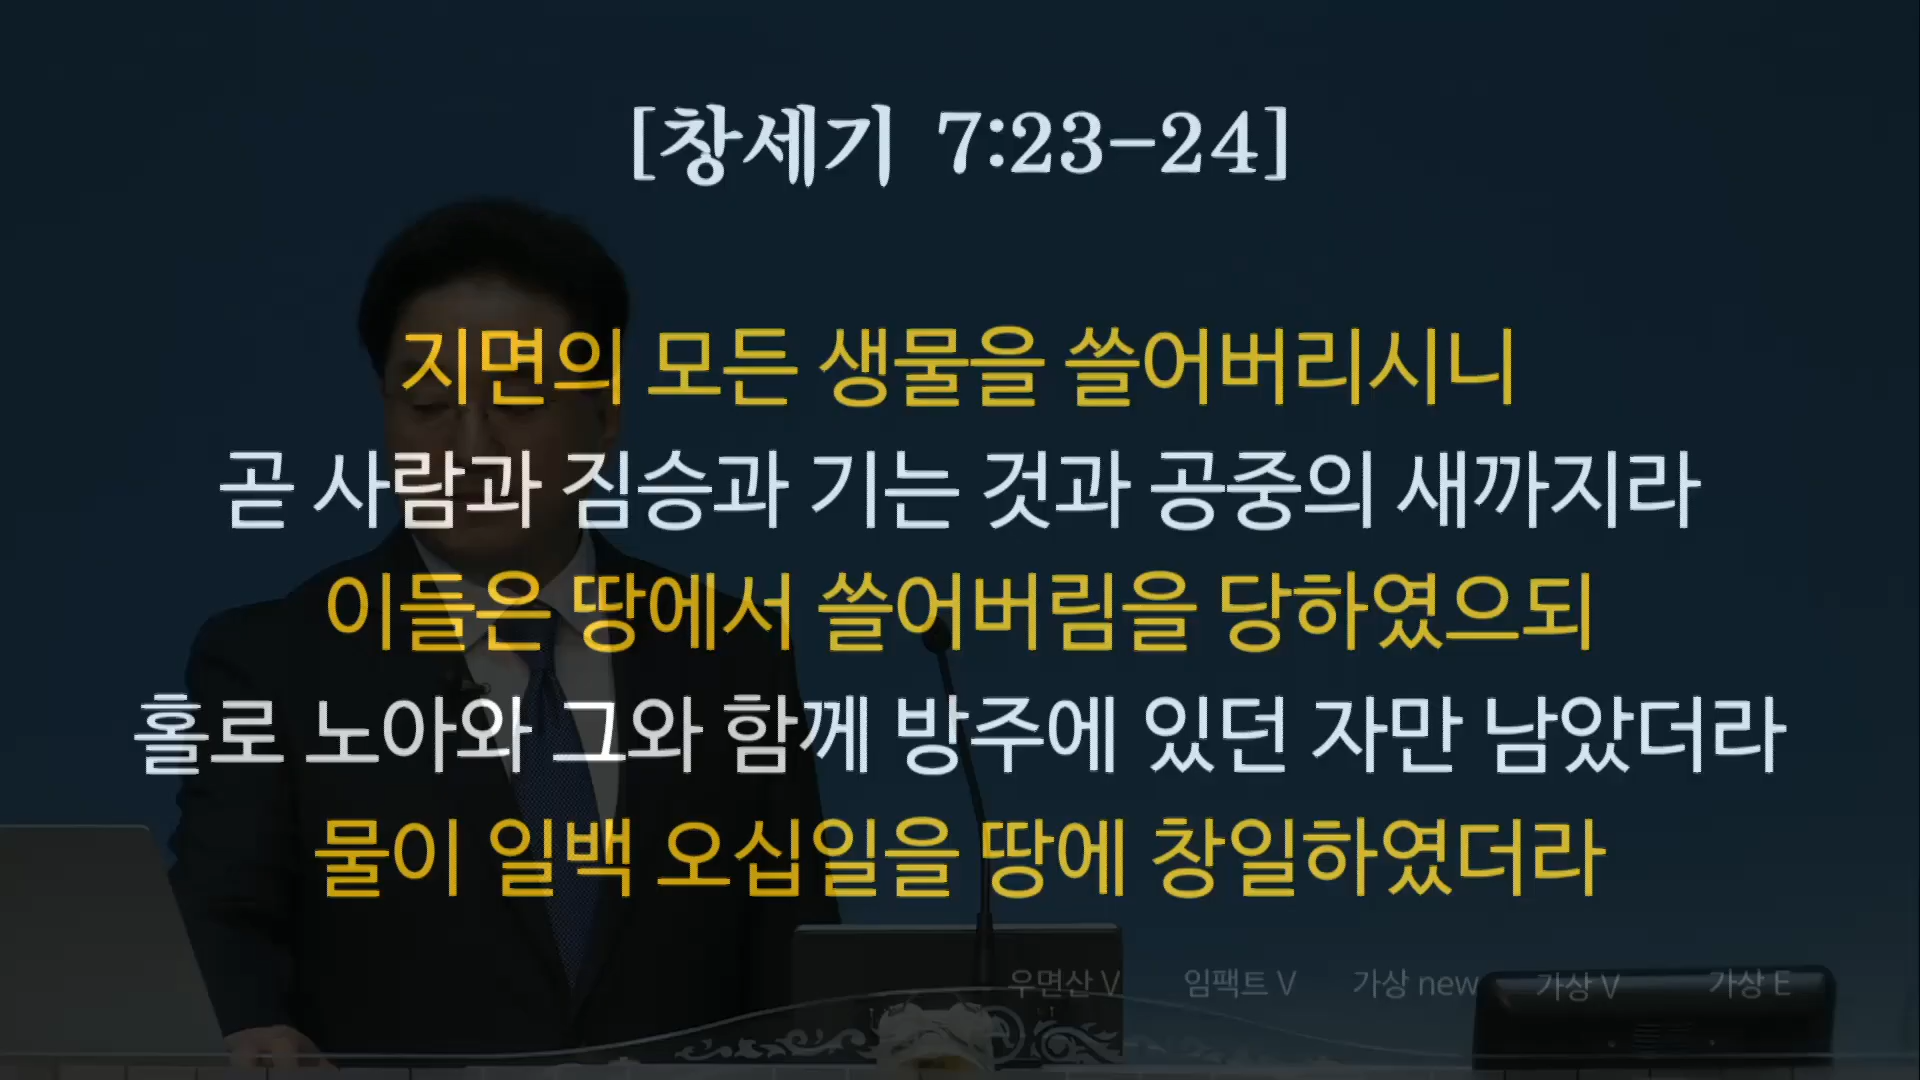 [창세기 7:23-24]
지면의 모든 생물을 쓸어버리시니
곧 사람과 짐승과 기는 것과 공중의 새까지라
이들은 땅에서 쓸어버림을 당하였으되
홀로 노아와 그와 함께 방주에 있던 자만 남았더라
물이 일백 오십일을 땅에 창일하였더라
우면산 V 임팩트 V 가상 new 가상 V 가상 E